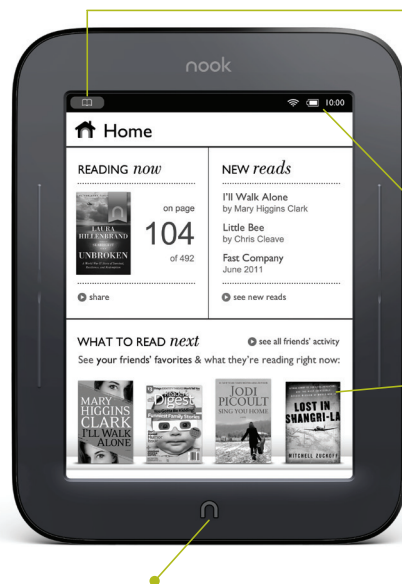 nook
10:00
Home
READING now
LAURA
HILLENBRAND
UNBROKEN
on page
104
of 492
share
NEW reads
I'll Walk Alone
by Mary Higgins Clark
Little Bee
by Chris Cleave
Fast Company
June 2011
see new reads
WHAT TO READ next
see all friends' activity
See your friends' favorites & what they're reading right now:
MARY
HIGGINS
CLARK
I'LL WALK
ALONE
Digest
Funniest Family Stories
JODI
PICOULT
SING YOU HOME
LOST IN
SHANGRI-LA
MITCHELL ZUCKOFF